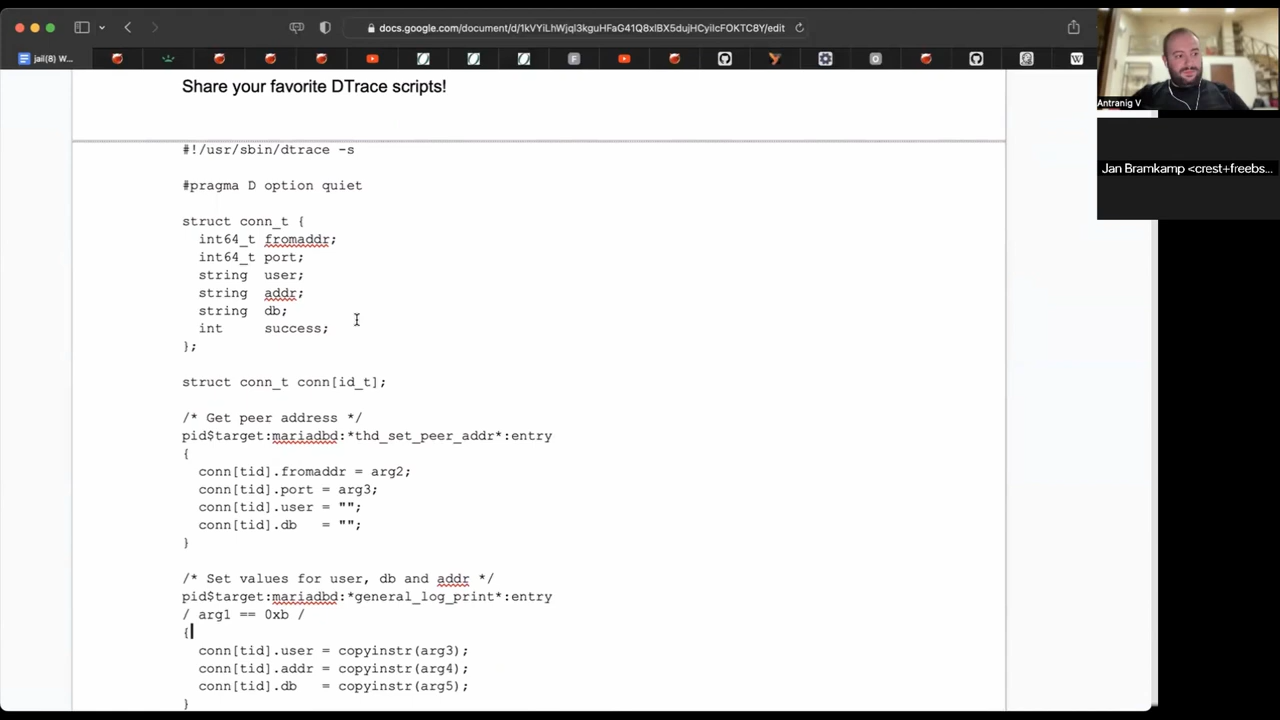 docs.google.com/document/d/1kVYiLhWjql3kguHFaG41Q8xlBX5dujHCyilcFOKTC8Y/edit
jail(8) W...
Share your favorite DTrace scripts!
#!/usr/sbin/dtrace -s
#pragma D option quiet
struct conn_t {
int64_t fromaddr;
int64_t port;
string user;
string addr;
string db;
int success;
};
struct conn_t conn[id_t];
/* Get peer address */
pid$target:mariadbd:*thd_set_peer_addr*:entry
{
conn[tid].fromaddr = arg2;
conn[tid].port = arg3;
conn[tid].user = "";
conn[tid].db = "";
}
/* Set values for user, db and addr */
pid$target:mariadbd:*general_log_print*:entry
/ arg1 == 0xb /
{
conn[tid].user = copyinstr(arg3);
conn[tid].addr = copyinstr(arg4);
conn[tid].db = copyinstr(arg5);
}
Antranig V
Jan Bramkamp <crest+freebs...